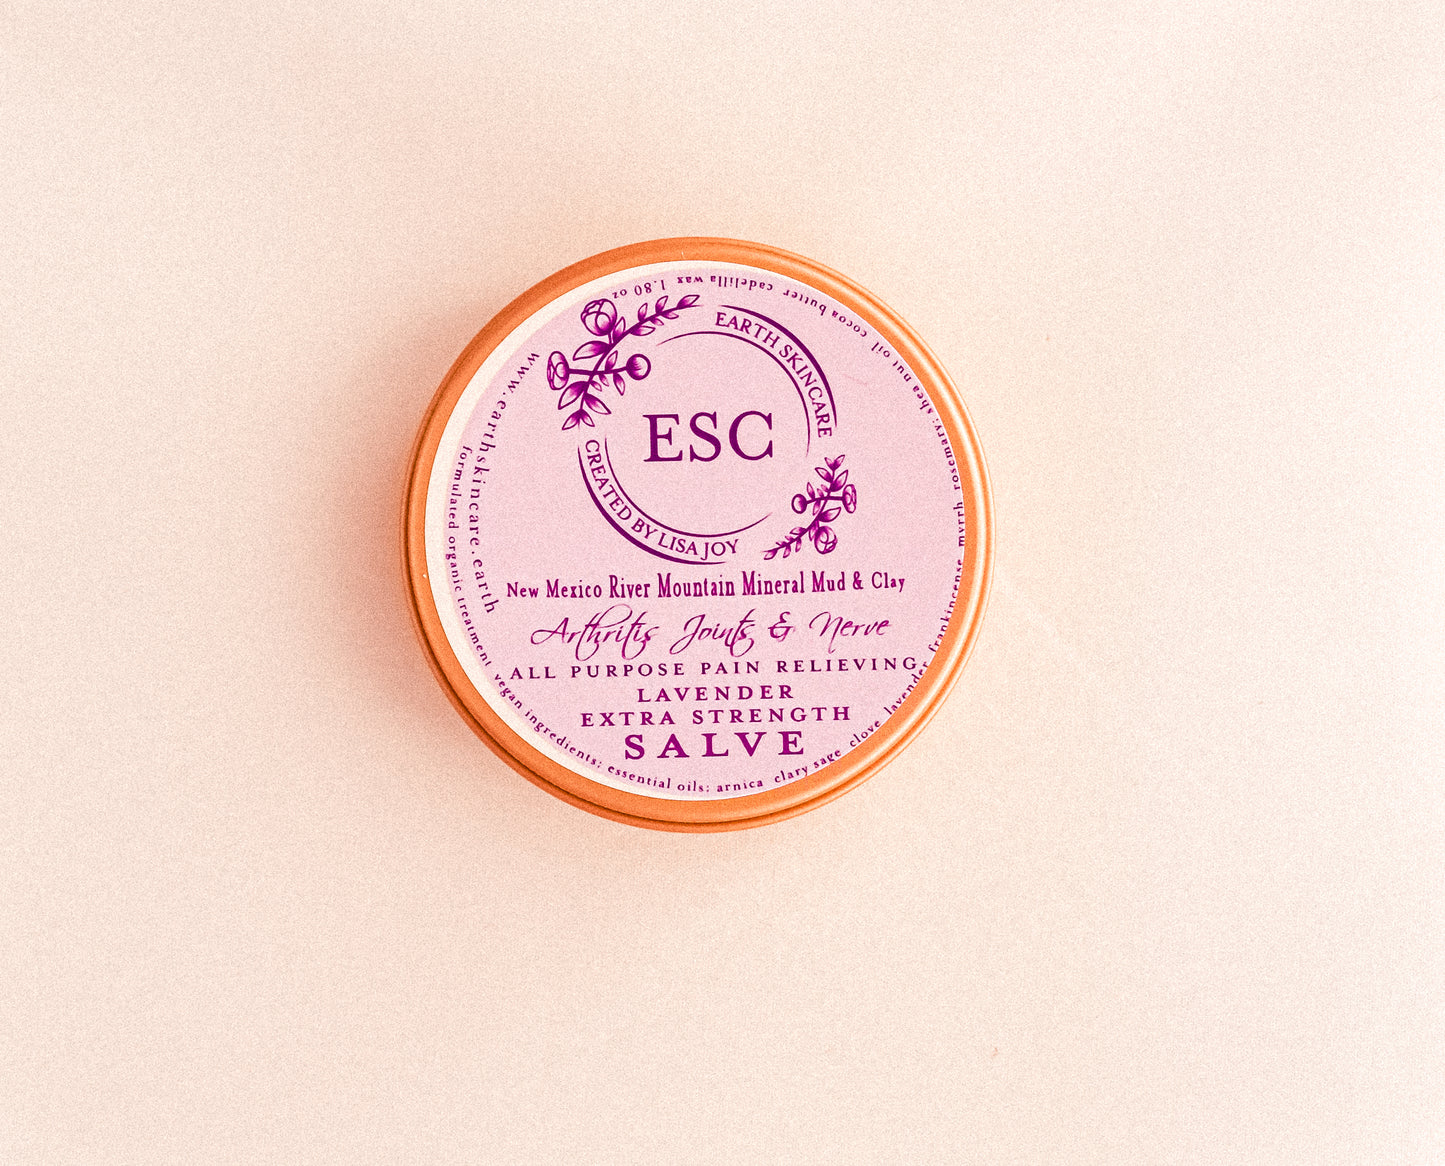 EARTH SKINCARE
ESC
CREATED BY LISA JOY
New Mexico River Mountain Mineral Mud & Clay
Arthritis Joints & Nerve
ALL PURPOSE PAIN RELIEVING
LAVENDER
EXTRA STRENGTH
SALVE
www.earthskincare.earth
formulated organic treatment vegan ingredients; essential oils; arnica clary sage clove lavender frankincense myrrh rosemary; shea nut oil cocoa butter cadelilla wax 1.80 oz